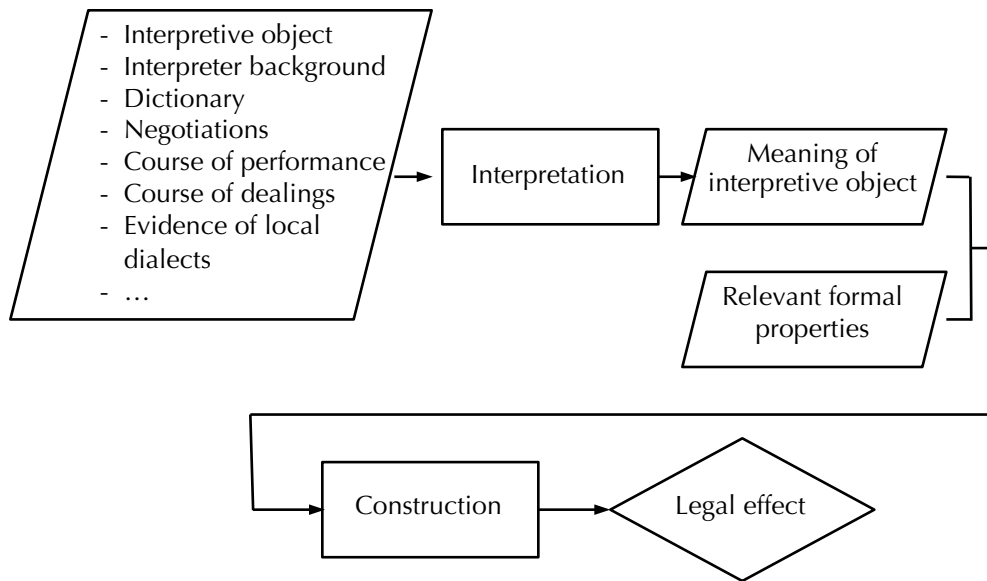 - Interpretive object
- Interpreter background
- Dictionary
- Negotiations
- Course of performance
- Course of dealings
- Evidence of local
dialects
- …
Interpretation
Meaning of
interpretive object
Relevant formal
properties
Construction
Legal effect